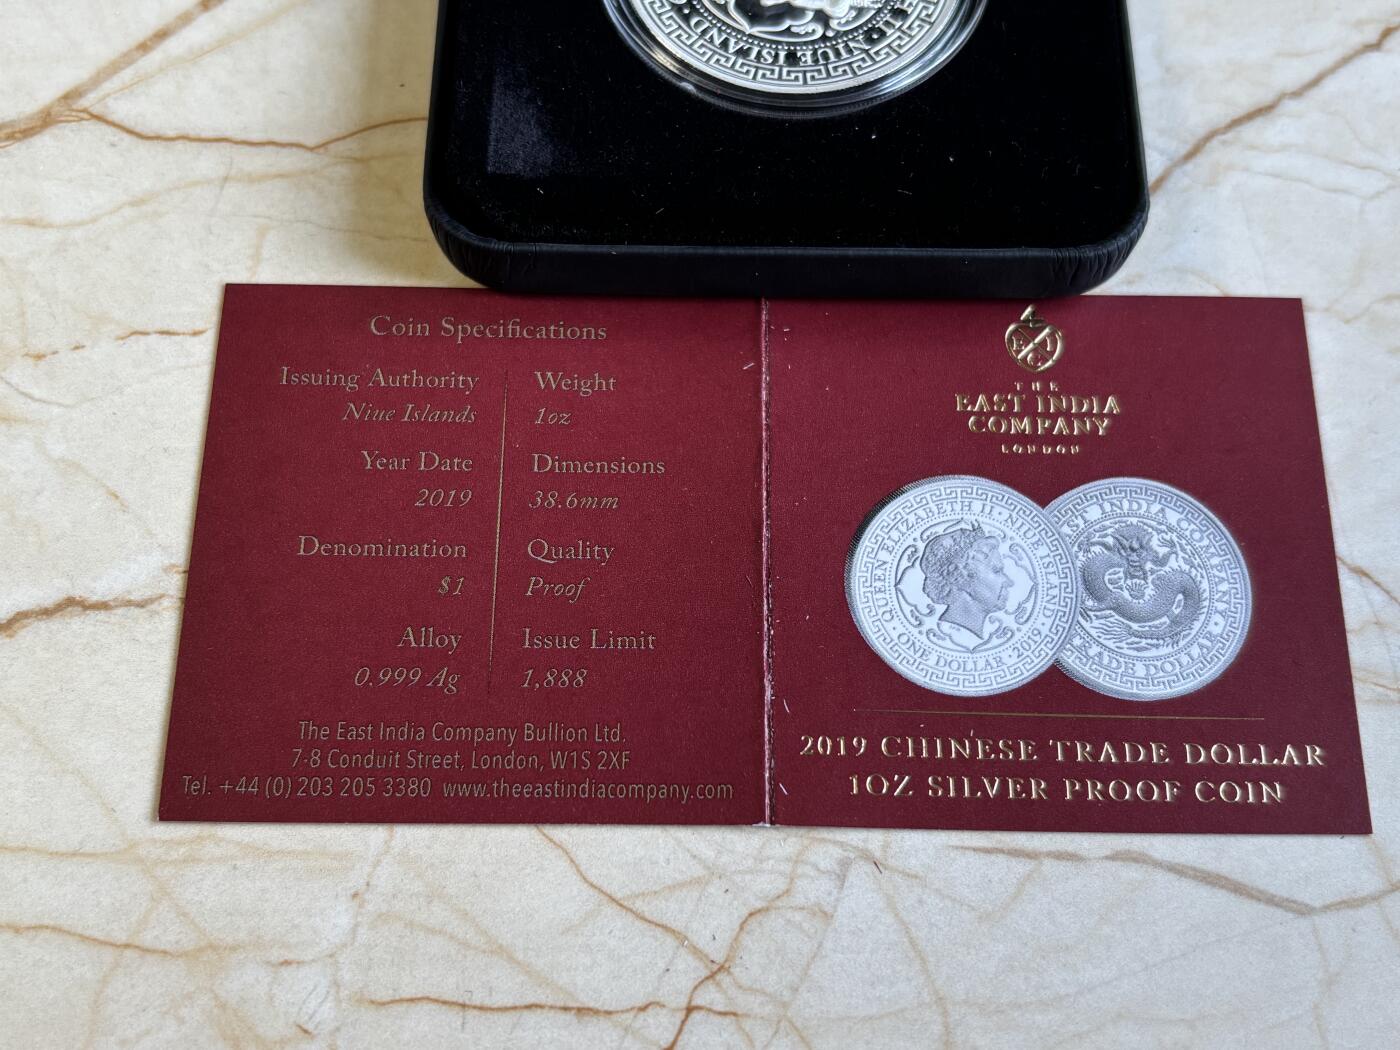 II · NIUE ISLAND
Coin Specifications
Issuing Authority
Niue Islands
Year Date
2019
Denomination
$1
Alloy
0.999 Ag
Weight
1oz
Dimensions
38.6mm
Quality
Proof
Issue Limit
1,888
The East India Company Bullion Ltd.
7-8 Conduit Street, London, W1S 2XF
Tel. +44 (0) 203 205 3380 www.theeastindiacompany.com
E I C
THE
EAST INDIA
COMPANY
LONDON
QUEEN ELIZABETH II · NIUE ISLAND ·
ONE DOLLAR 2019
EAST INDIA COMPANY
TRADE DOLLAR
2019 CHINESE TRADE DOLLAR
1OZ SILVER PROOF COIN